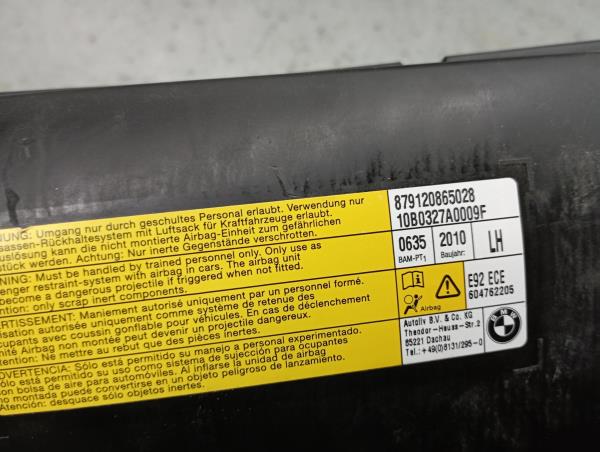 NUNG: Umgang nur durch geschultes Personal erlaubt. Verwendung nur
assen-Rückhaltesystem mit Luftsack für Kraftfahrzeuge erlaubt.
uslösung kann die nicht montierte Airbag-Einheit zum gefährlichen
stück werden. Achtung: Nur inerte Gegenstände verschrotten.
NING: Must be handled by trained personnel only. Only use as
ger restraint-system with airbag in cars. The airbag unit
become a dangerous projectile if triggered when not fitted.
ention: only scrap inert components.
RTISSEMENT: Maniement autorisé uniquement par un personnel formé.
isation autorisée uniquement comme système de retenue des
upants avec coussin gonflable pour véhicules. En cas de déclenchement
nité Airbag non montée peut devenir un projectile dangereux.
ntion: Ne mettre au rebut que des pièces inertes.
ADVERTENCIA: Sólo está permitido su manejo a personal experimentado.
ólo está permitido su uso como sistema de sujección para ocupantes
on bolsa de aire para automóviles. Al inflarse la unidad de airbag
no montada puede convertirse en un objeto peligroso de lanzamiento.
Atención: desguace sólo objetos inertes.
879120865028
10B0327A0009F
0635
BAM-PT1
2010
Baujahr:
LH
Airbag
E92 ECE
604762205
Autoliv B.V. & Co. KG
Theodor-Heuss-Str.2
85221 Dachau
Tel.:+49(0)8131/295-0
BMW